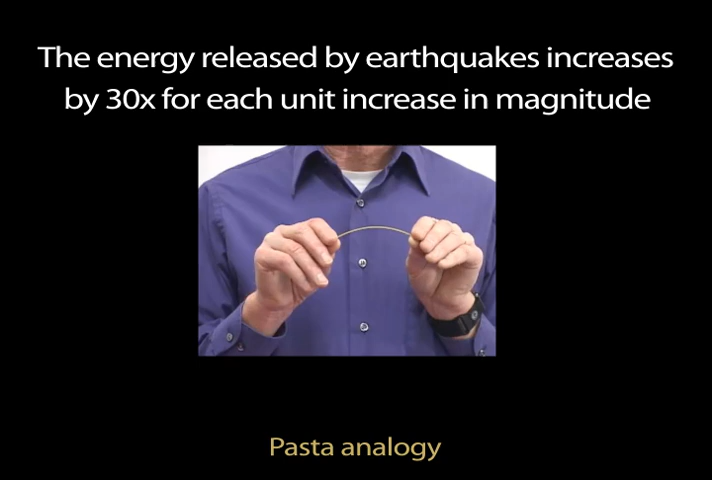 The energy released by earthquakes increases
by 30x for each unit increase in magnitude
Pasta analogy